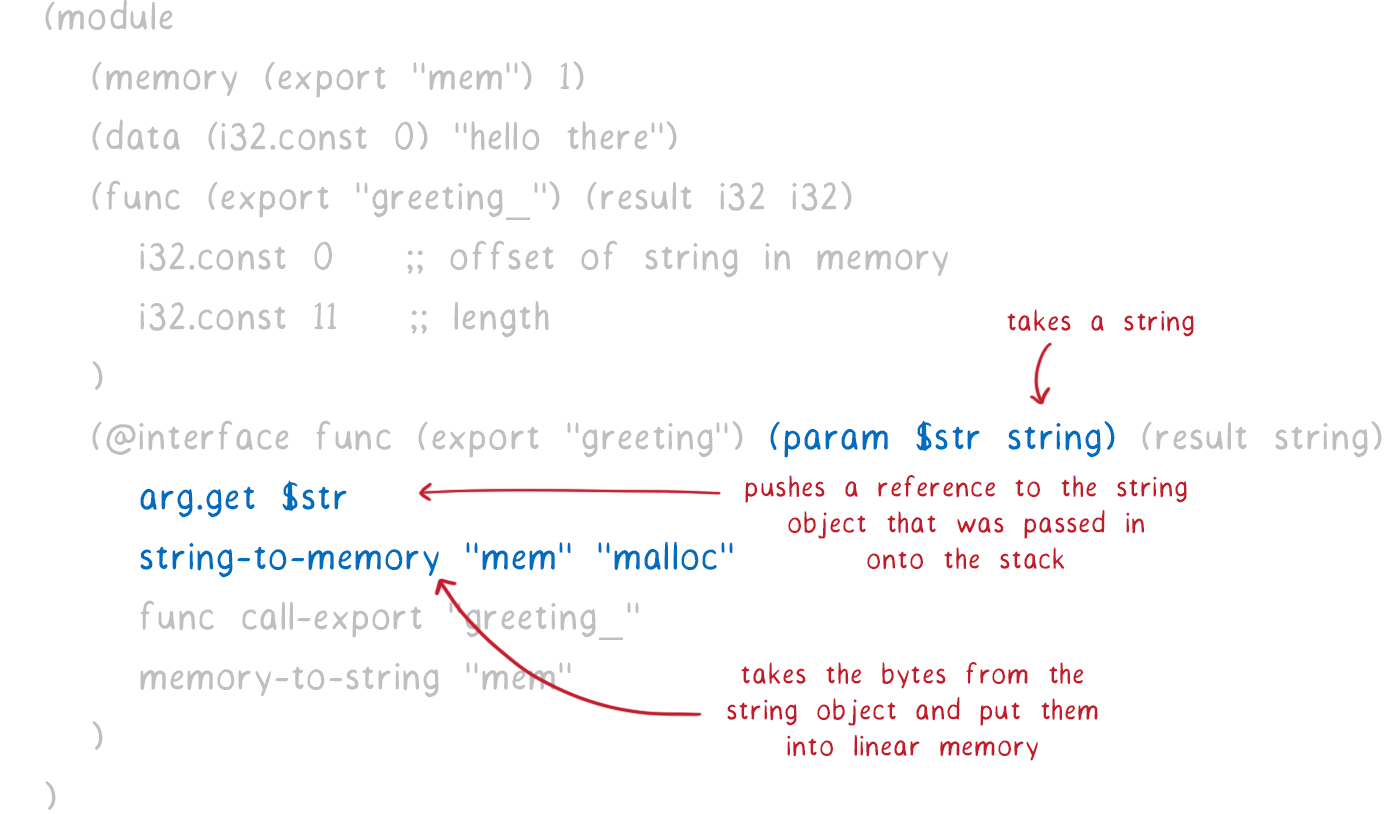 (module
(memory (export "mem") 1)
(data (i32.const 0) "hello there")
(func (export "greeting_") (result i32 i32)
i32.const 0 ;; offset of string in memory
i32.const 11 ;; length
takes a string
)
(@interface func (export "greeting") (param $str string) (result string)
arg.get $str
pushes a reference to the string
object that was passed in
onto the stack
string-to-memory "mem" "malloc"
func call-export "greeting_"
memory-to-string "mem"
takes the bytes from the
string object and put them
into linear memory
)
)